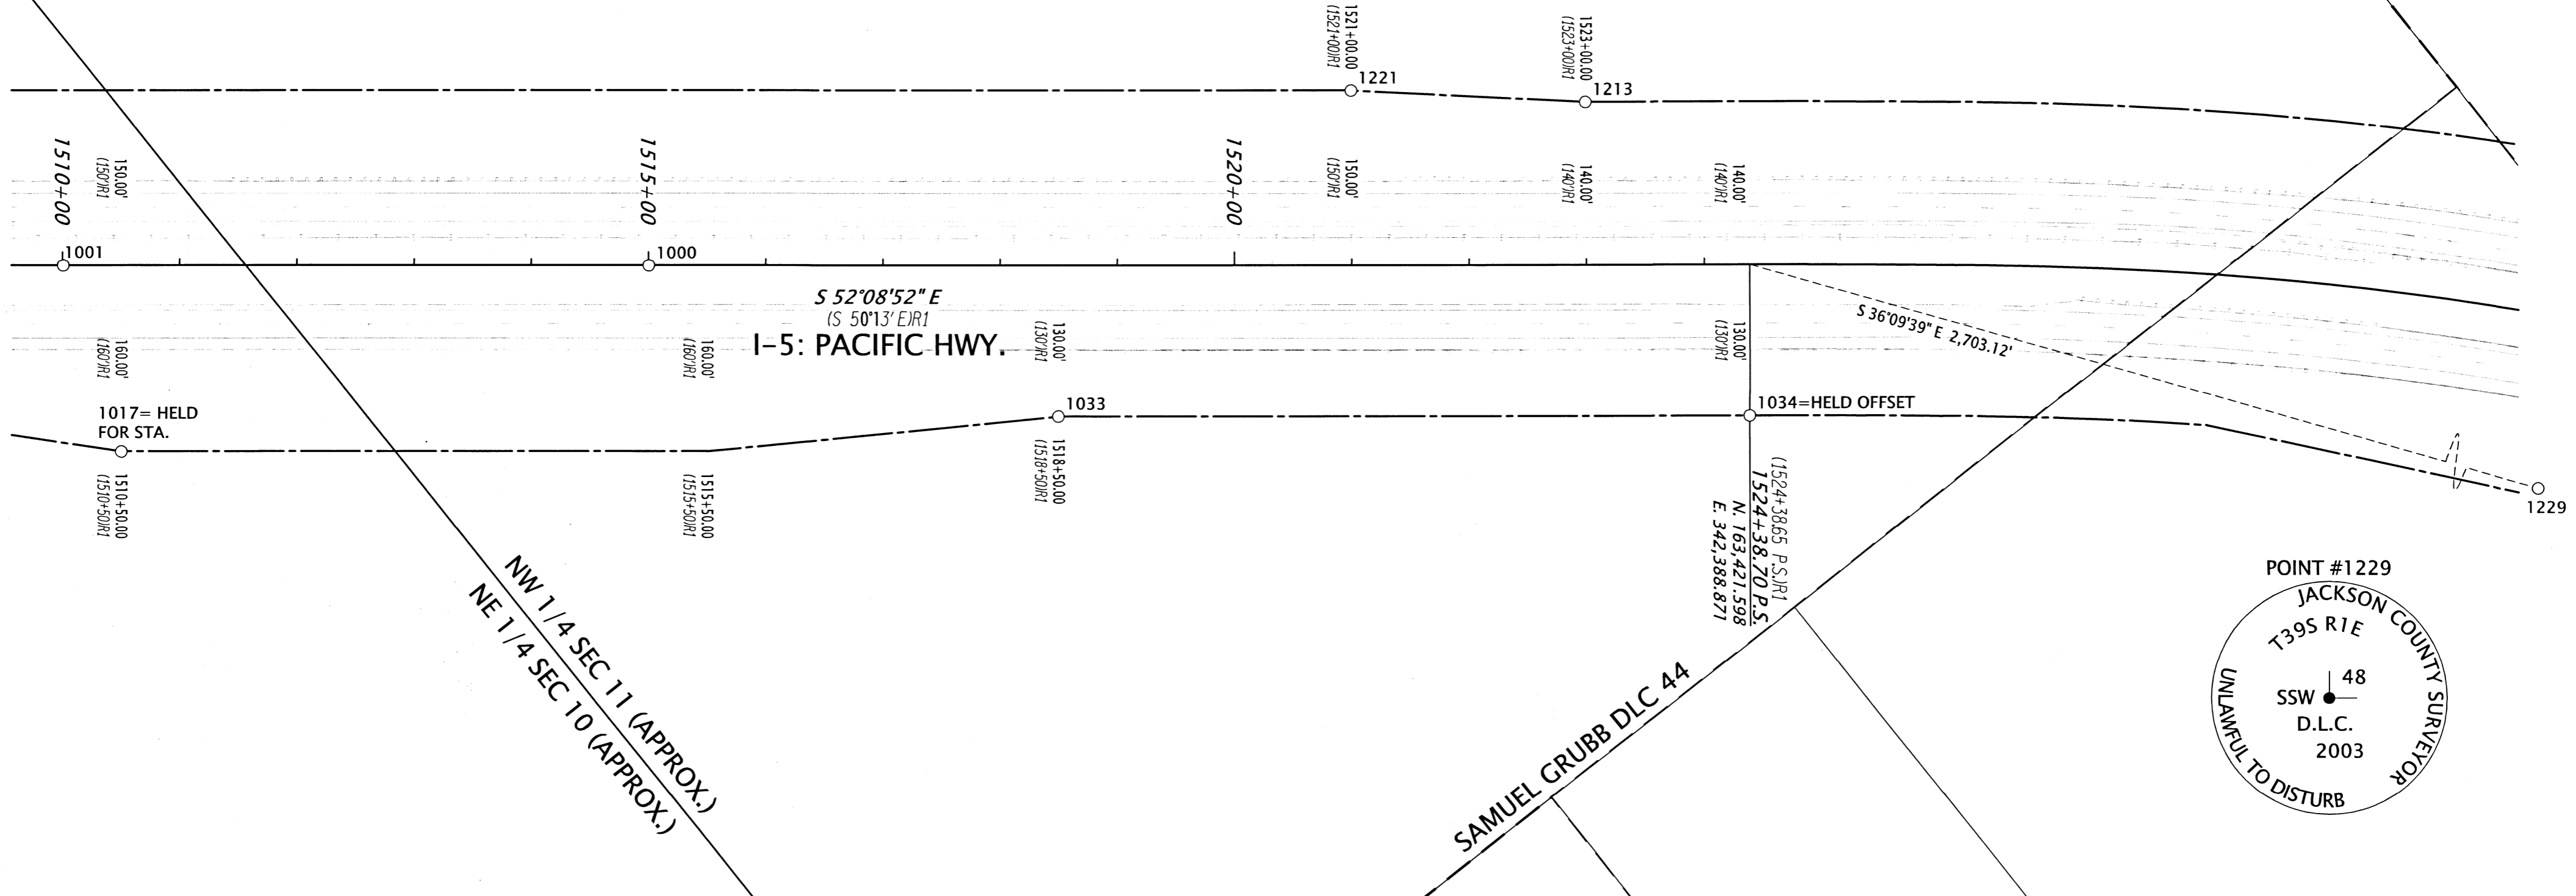 1521+00.00
(1521+00)R1
1523+00.00
(1523+00)R1
1221
1213
1510+00
150.00'
(150')R1
1515+00
1520+00
150.00'
(150')R1
140.00'
(140')R1
140.00'
(140')R1
1001
1000
S 52°08'52" E
(S 50°13' E)R1
I-5: PACIFIC HWY.
160.00'
(160')R1
160.00'
(160')R1
130.00'
(130')R1
130.00'
(130')R1
S 36°09'39" E 2,703.12'
1017= HELD
FOR STA.
1033
1034=HELD OFFSET
1510+50.00
(1510+50)R1
1515+50.00
(1515+50)R1
1518+50.00
(1518+50)R1
(1524+38.65 P.S.)R1
1524+38.70 P.S.
N. 163,421.598
E. 342,388.871
1229
NW 1/4 SEC 11 (APPROX.)
NE 1/4 SEC 10 (APPROX.)
SAMUEL GRUBB DLC 44
POINT #1229
JACKSON COUNTY SURVEYOR
T39S R1E
48
SSW
D.L.C.
2003
UNLAWFUL TO DISTURB